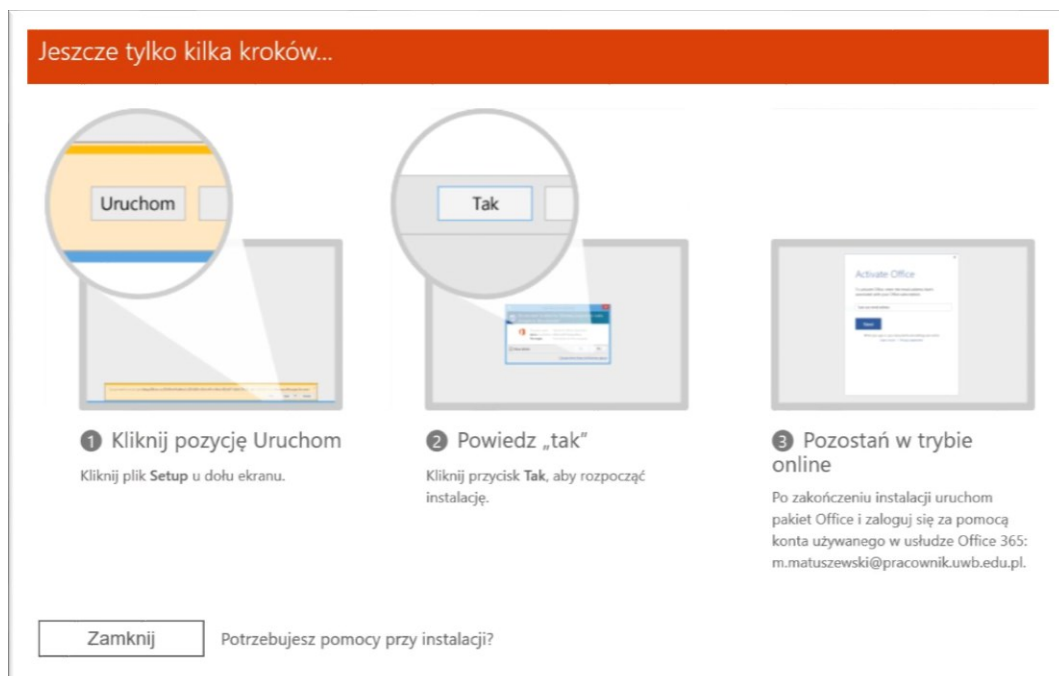 Jeszcze tylko kilka kroków...
Uruchom
Tak
Activate Office
1 Kliknij pozycję Uruchom
Kliknij plik Setup u dołu ekranu.
2 Powiedz „tak”
Kliknij przycisk Tak, aby rozpocząć
instalację.
3 Pozostań w trybie
online
Po zakończeniu instalacji uruchom
pakiet Office i zaloguj się za pomocą
konta używanego w usłudze Office 365:
m.matuszewski@pracownik.uwb.edu.pl.
Zamknij
Potrzebujesz pomocy przy instalacji?